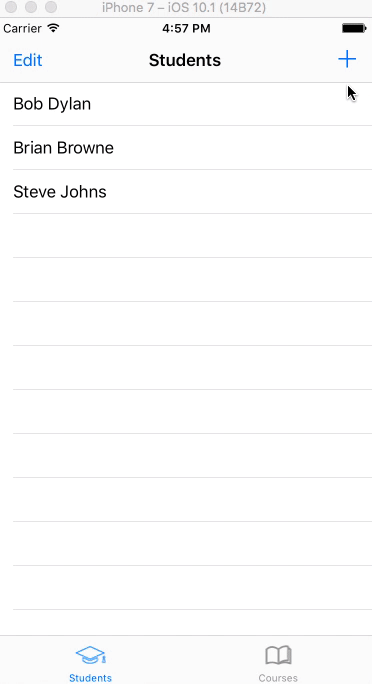 iPhone 7 – iOS 10.1 (14B72)
Carrier 4:57 PM
Edit Students +
Bob Dylan
Brian Browne
Steve Johns
Students Courses